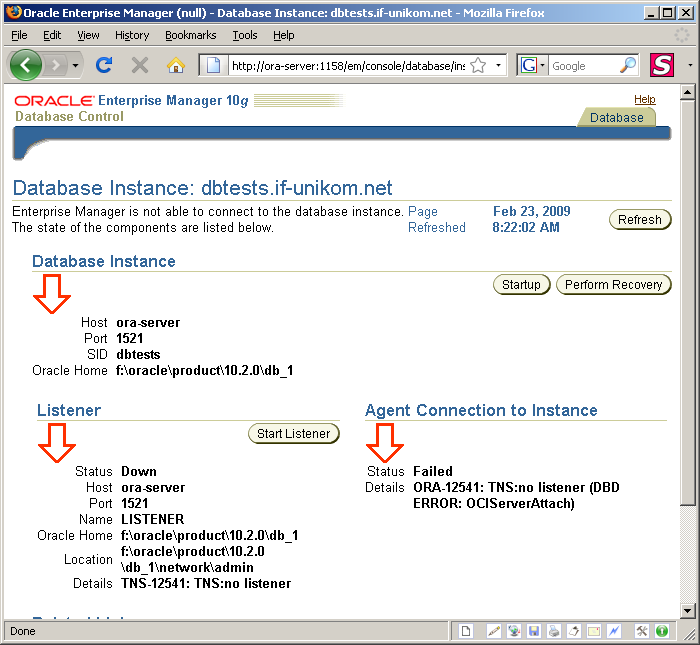 Oracle Enterprise Manager (null) - Database Instance: dbtests.if-unikom.net - Mozilla Firefox
File Edit View History Bookmarks Tools Help
http://ora-server:1158/em/console/database/ins
G Google S
ORACLE Enterprise Manager 10g
Help
Database Control
Database
Database Instance: dbtests.if-unikom.net
Enterprise Manager is not able to connect to the database instance. Page Feb 23, 2009
The state of the components are listed below. Refreshed 8:22:02 AM
Refresh
Database Instance
Startup Perform Recovery
Host ora-server
Port 1521
SID dbtests
Oracle Home f:\oracle\product\10.2.0\db_1
Listener
Start Listener
Status Down
Host ora-server
Port 1521
Name LISTENER
Oracle Home f:\oracle\product\10.2.0\db_1
Location f:\oracle\product\10.2.0
\db_1\network\admin
Details TNS-12541: TNS:no listener
Agent Connection to Instance
Status Failed
Details ORA-12541: TNS:no listener (DBD
ERROR: OCIServerAttach)
Done